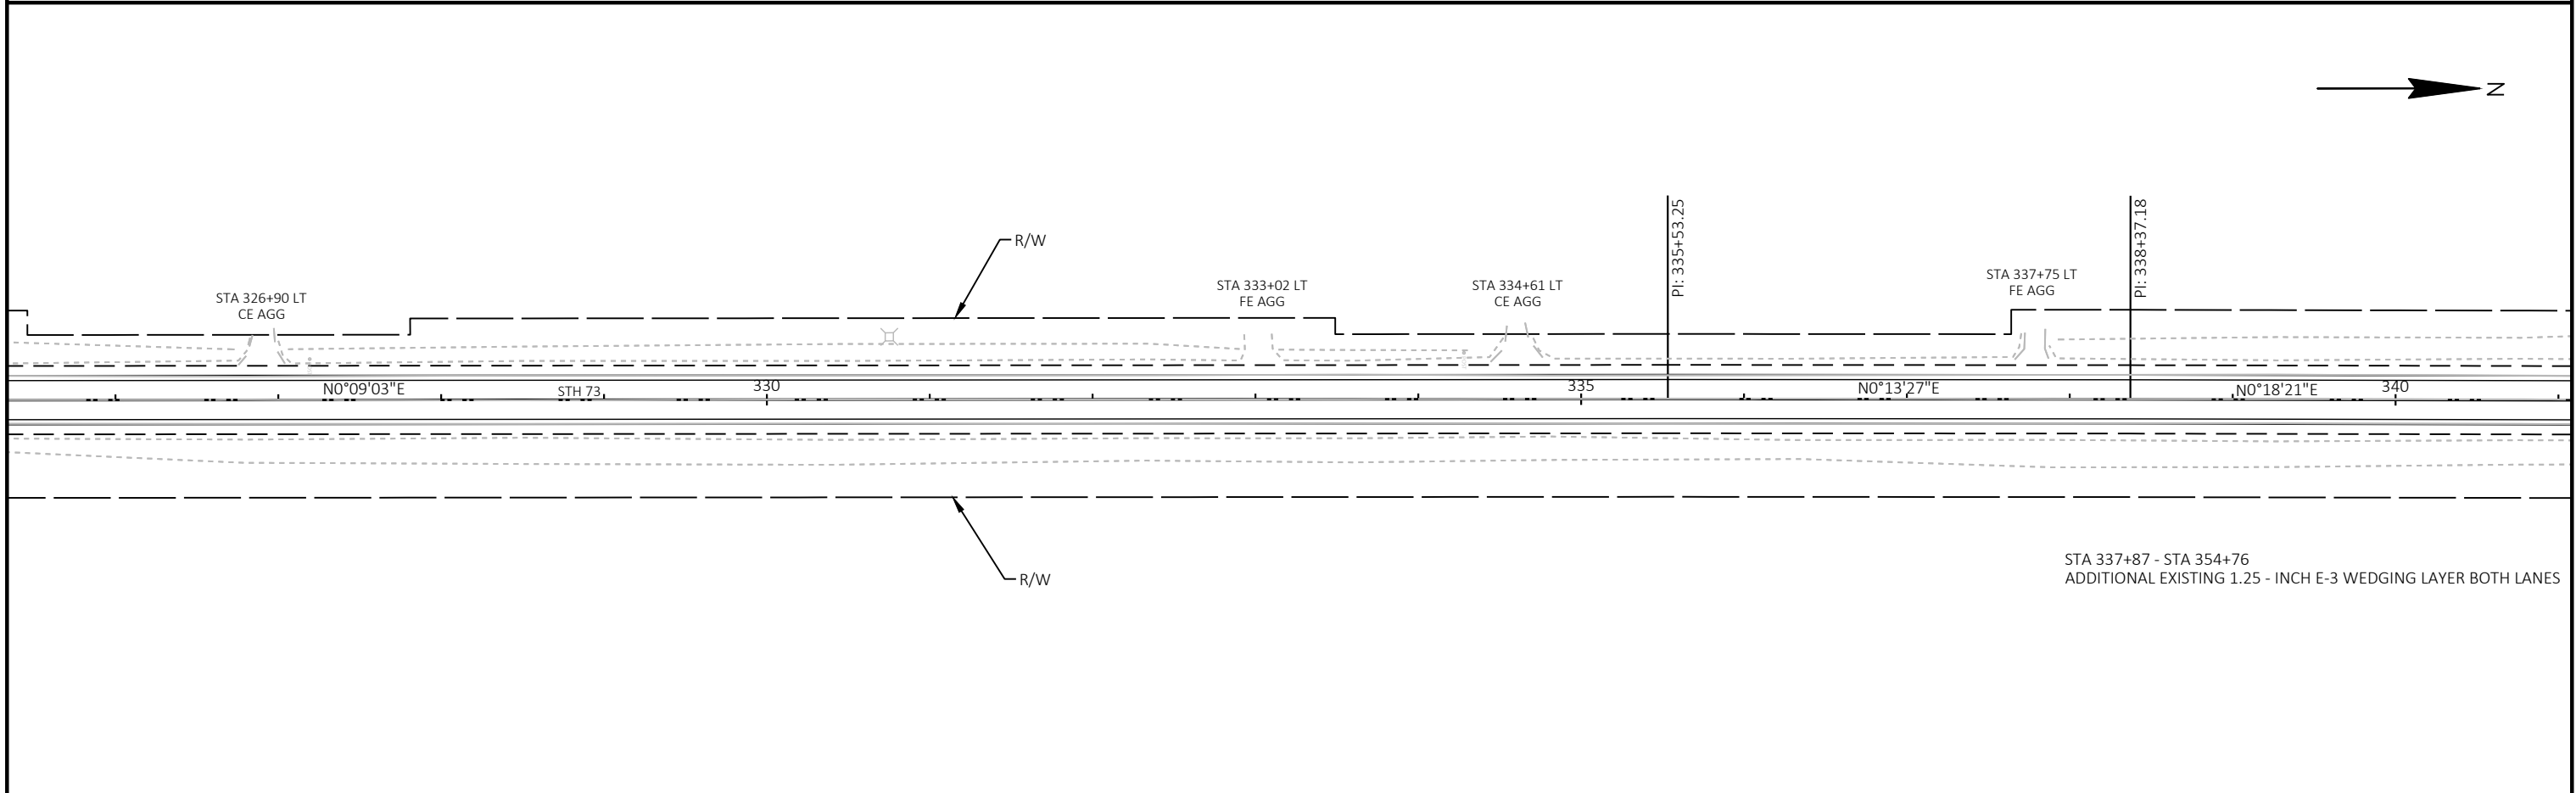 N
PI: 335+53.25
PI: 338+37.18
R/W
STA 326+90 LT
CE AGG
STA 333+02 LT
FE AGG
STA 334+61 LT
CE AGG
STA 337+75 LT
FE AGG
N0°09'03"E
STH 73
330
335
N0°13'27"E
N0°18'21"E
340
R/W
STA 337+87 - STA 354+76
ADDITIONAL EXISTING 1.25 - INCH E-3 WEDGING LAYER BOTH LANES